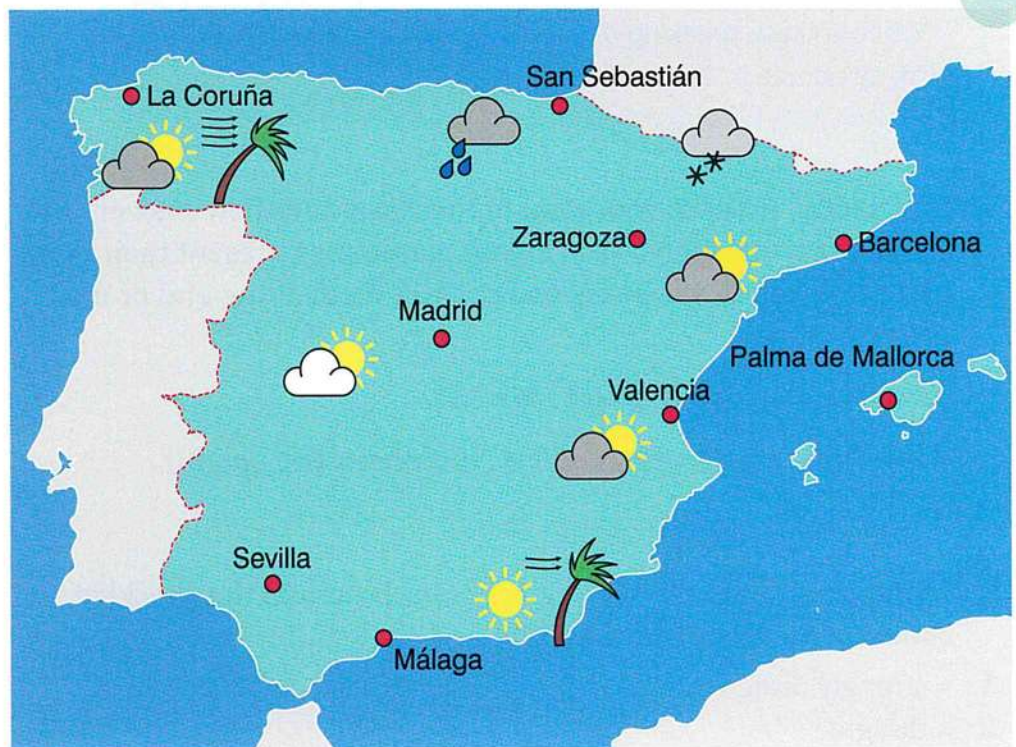 La Coruña
San Sebastián
Zaragoza
Barcelona
Madrid
Palma de Mallorca
Valencia
Sevilla
Málaga